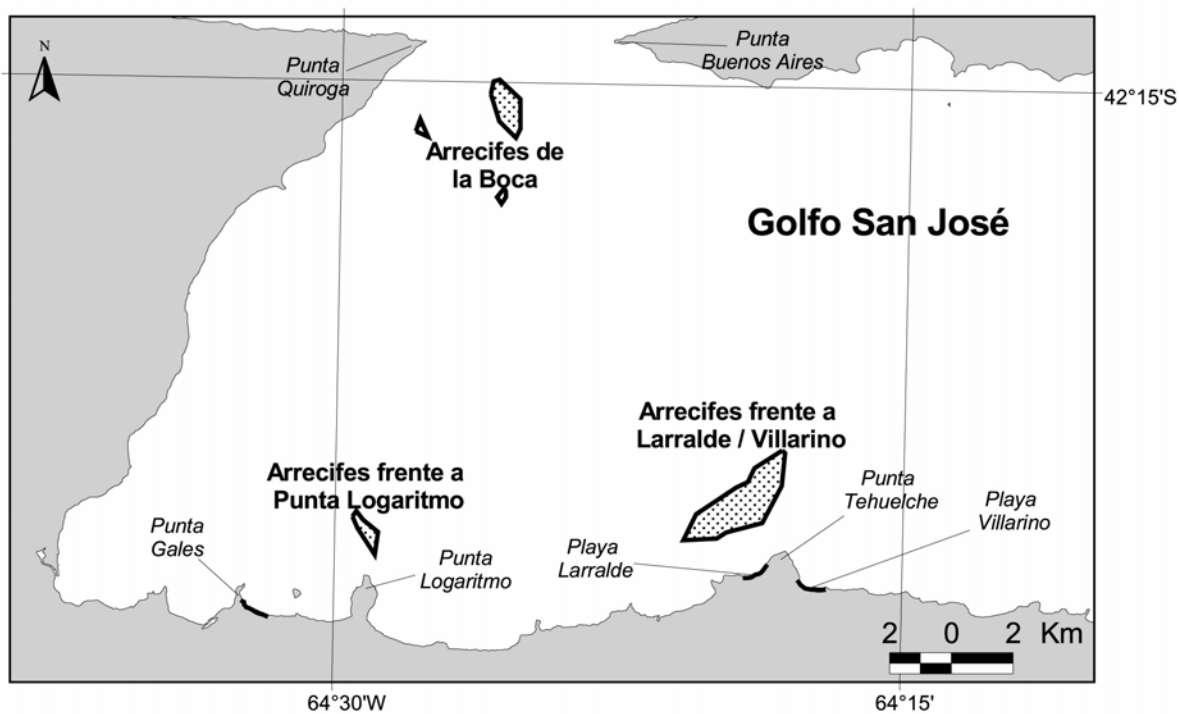 N
Punta
Quiroga
Punta
Buenos Aires
42°15'S
Arrecifes de
la Boca
Golfo San José
Arrecifes frente a
Larralde / Villarino
Arrecifes frente a
Punta Logaritmo
Punta
Tehuelche
Playa
Villarino
Punta
Gales
Punta
Logaritmo
Playa
Larralde
2 0 2 Km
64°30'W
64°15'